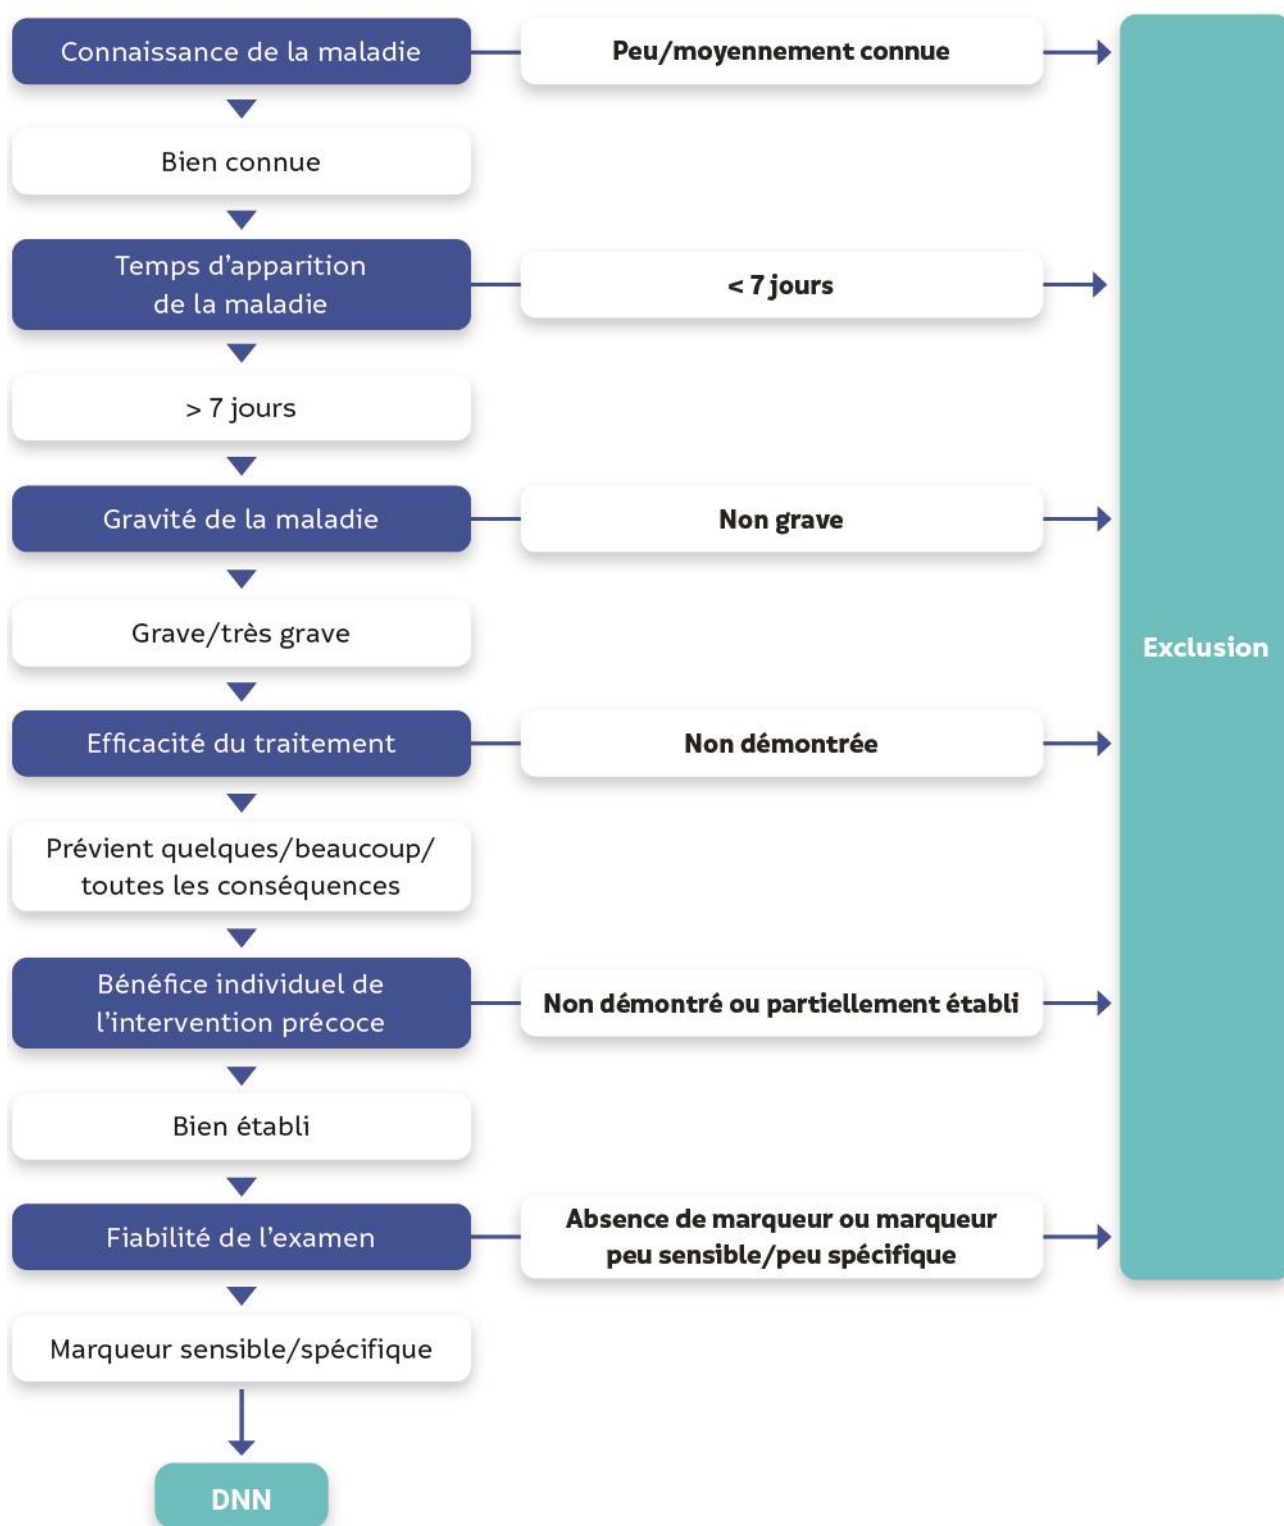 Connaissance de la maladie
Peu/moyennement connue
Bien connue
Temps d’apparition
de la maladie
< 7 jours
> 7 jours
Gravité de la maladie
Non grave
Grave/très grave
Exclusion
Efficacité du traitement
Non démontrée
Prévient quelques/beaucoup/
toutes les conséquences
Bénéfice individuel de
l’intervention précoce
Non démontré ou partiellement établi
Bien établi
Fiabilité de l’examen
Absence de marqueur ou marqueur
peu sensible/peu spécifique
Marqueur sensible/spécifique
DNN